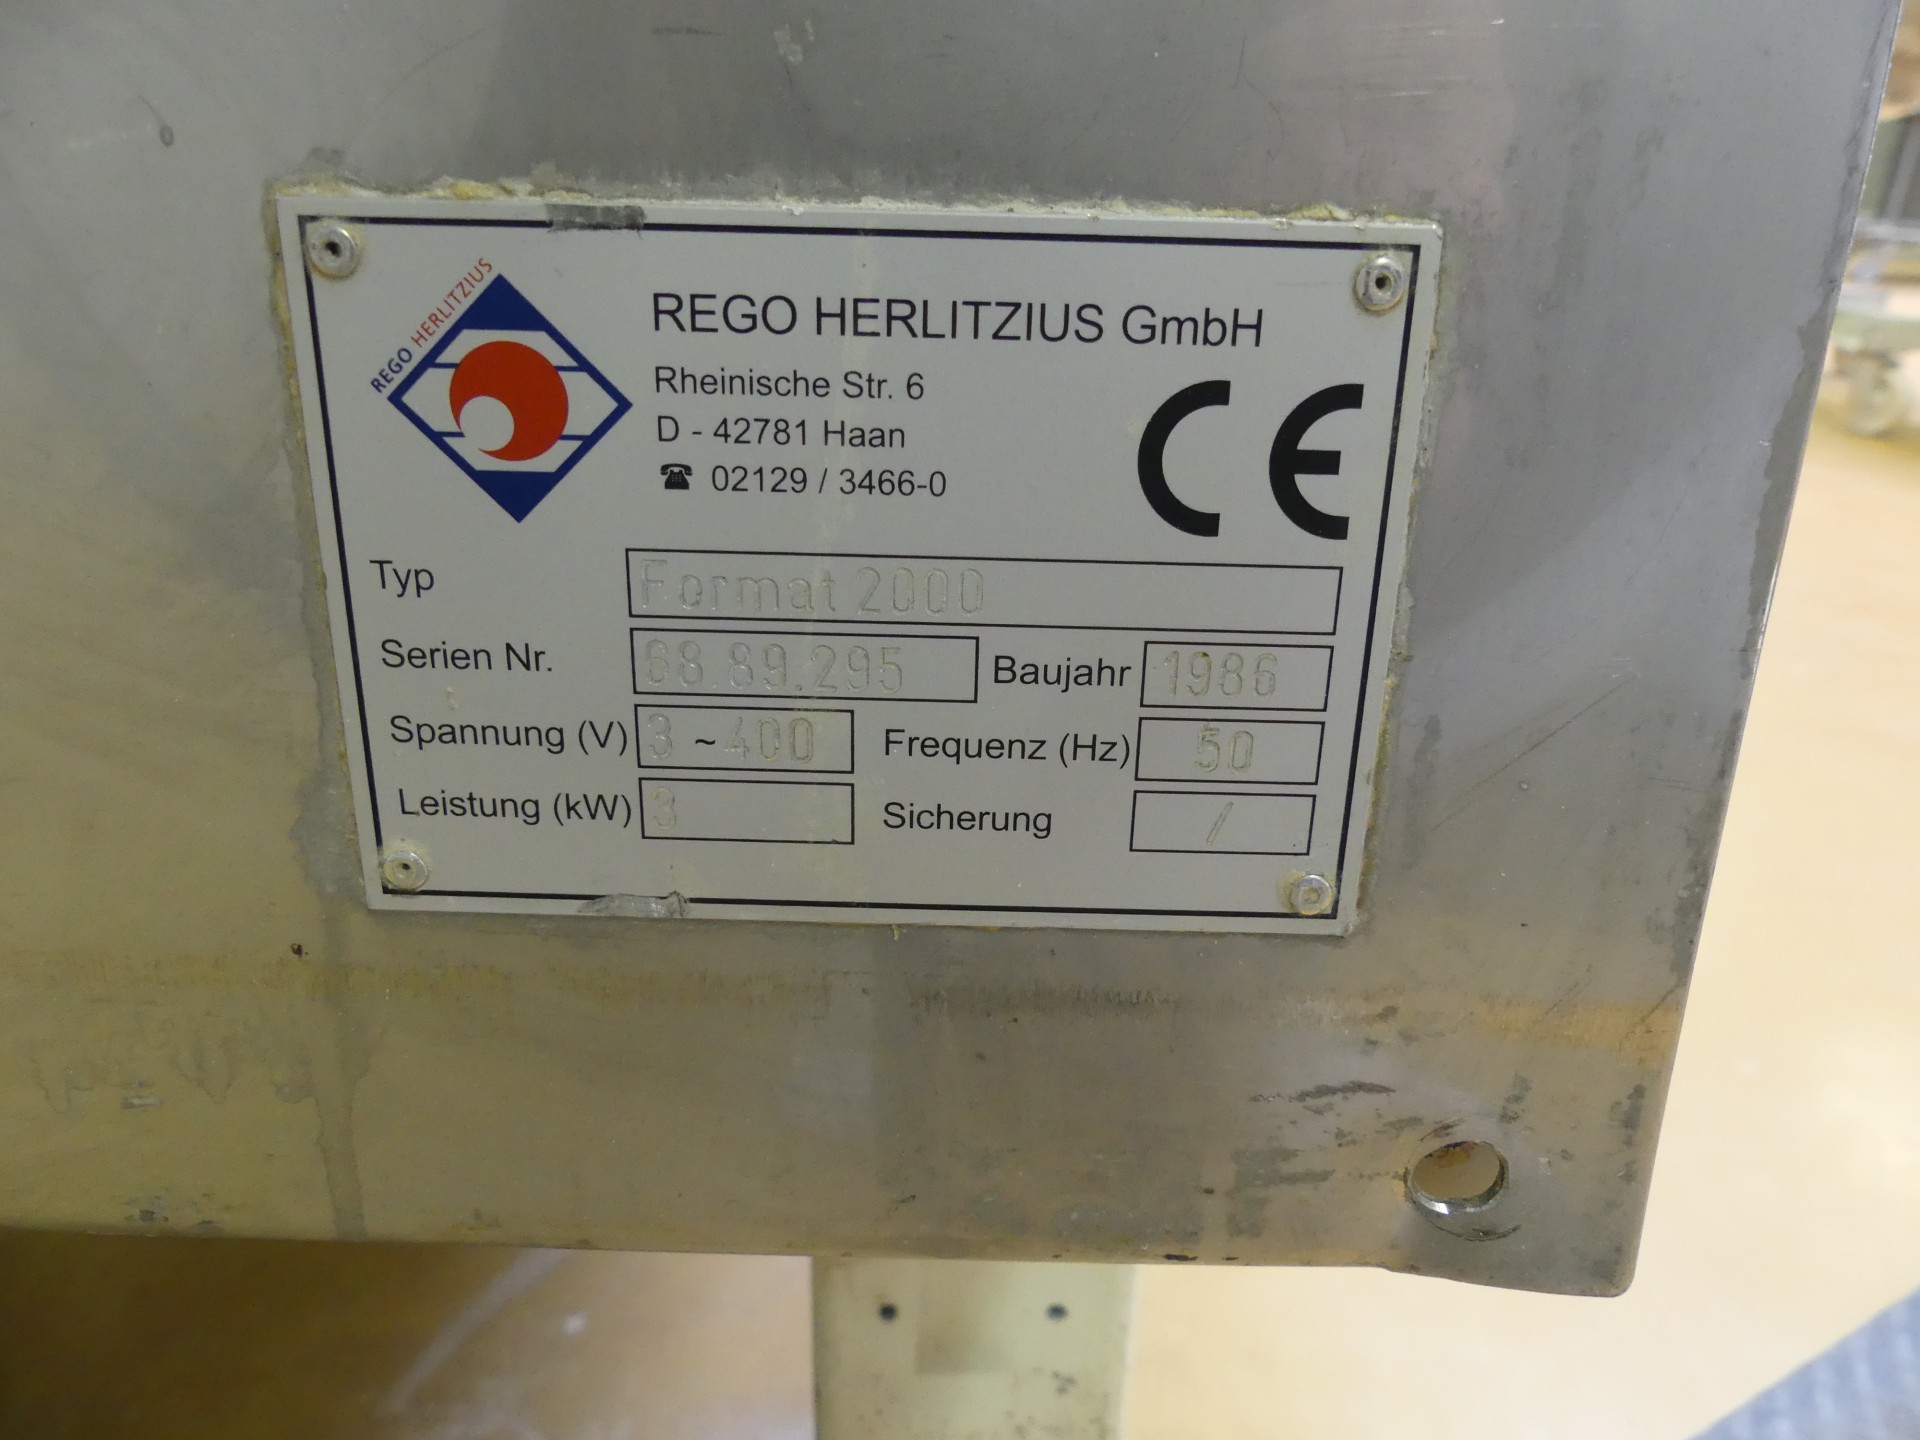 REGO HERLITZIUS
REGO HERLITZIUS GmbH
Rheinische Str. 6
D - 42781 Haan
☎ 02129 / 3466-0
CE
Typ Format 2000
Serien Nr. 68.89.295 Baujahr 1986
Spannung (V) 3 ~ 400 Frequenz (Hz) 50
Leistung (kW) 3 Sicherung /